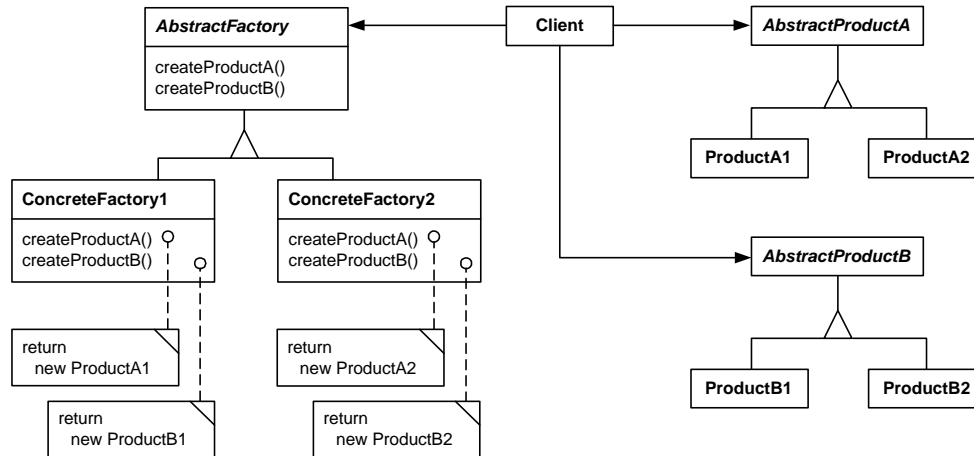 AbstractFactory
createProductA()
createProductB()
Client
AbstractProductA
ProductA1
ProductA2
ConcreteFactory1
createProductA()
createProductB()
ConcreteFactory2
createProductA()
createProductB()
AbstractProductB
return
new ProductA1
return
new ProductA2
ProductB1
ProductB2
return
new ProductB1
return
new ProductB2